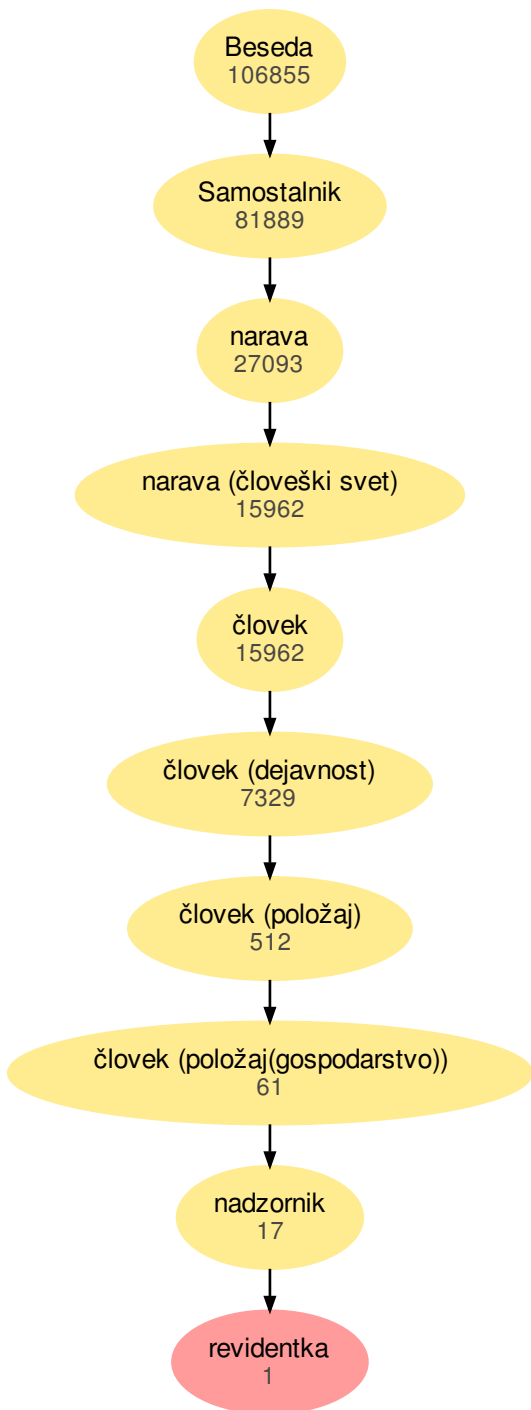 Beseda
106855
Samostalnik
81889
narava
27093
narava (človeški svet)
15962
človek
15962
človek (dejavnost)
7329
človek (položaj)
512
človek (položaj(gospodarstvo))
61
nadzornik
17
revidentka
1